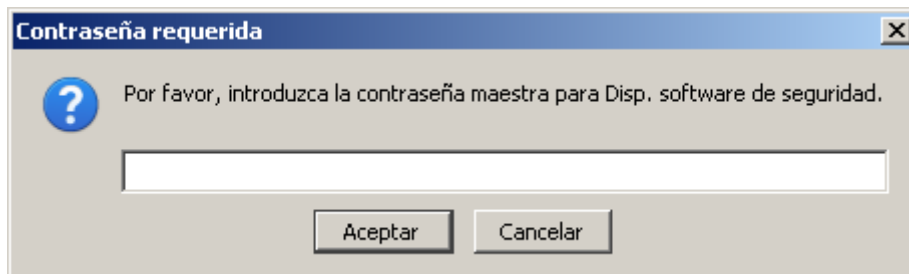 Contraseña requerida
Por favor, introduzca la contraseña maestra para Disp. software de seguridad.
Aceptar
Cancelar